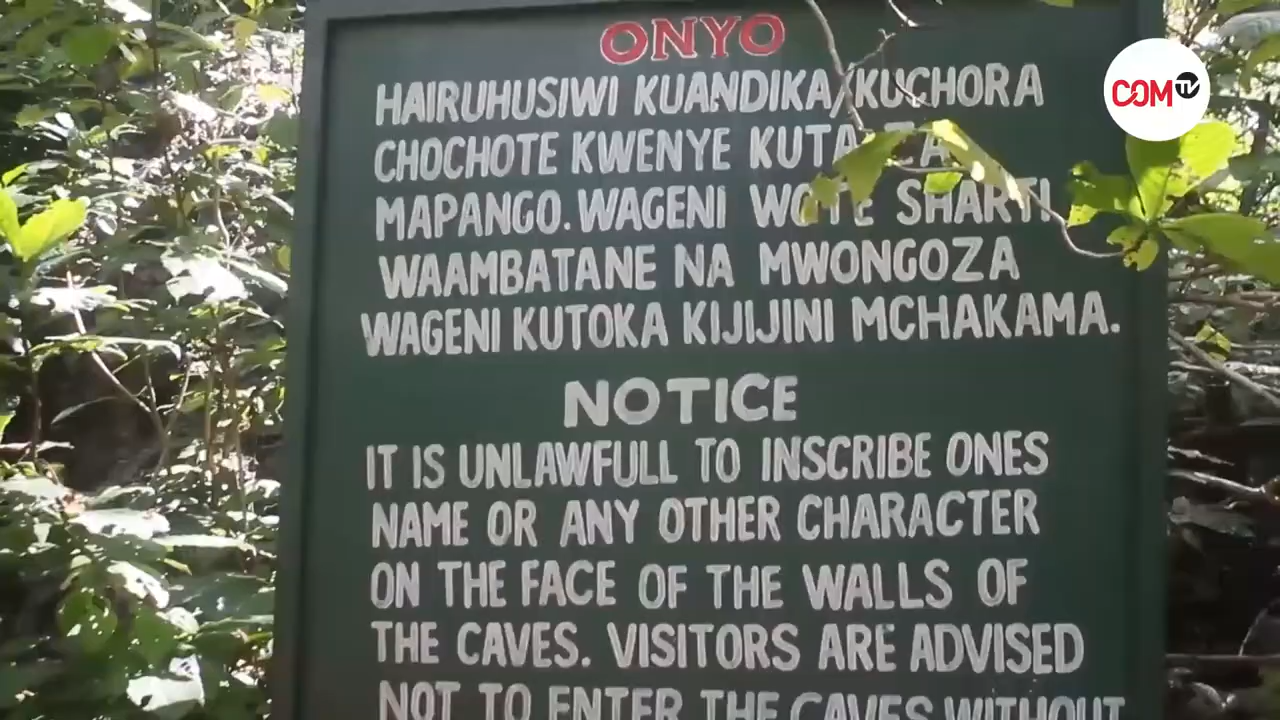 ONYO
HAIRUHUSIWI KUANDIKA/KUCHORA
CHOCHOTE KWENYE KUTA ZA
MAPANGO. WAGENI WOTE SHARTI
WAAMBATANE NA MWONGOZA
WAGENI KUTOKA KIJIJINI MCHAKAMA.
NOTICE
IT IS UNLAWFULL TO INSCRIBE ONES
NAME OR ANY OTHER CHARACTER
ON THE FACE OF THE WALLS OF
THE CAVES. VISITORS ARE ADVISED
NOT TO ENTER THE CAVES WITHOUT
COM TV